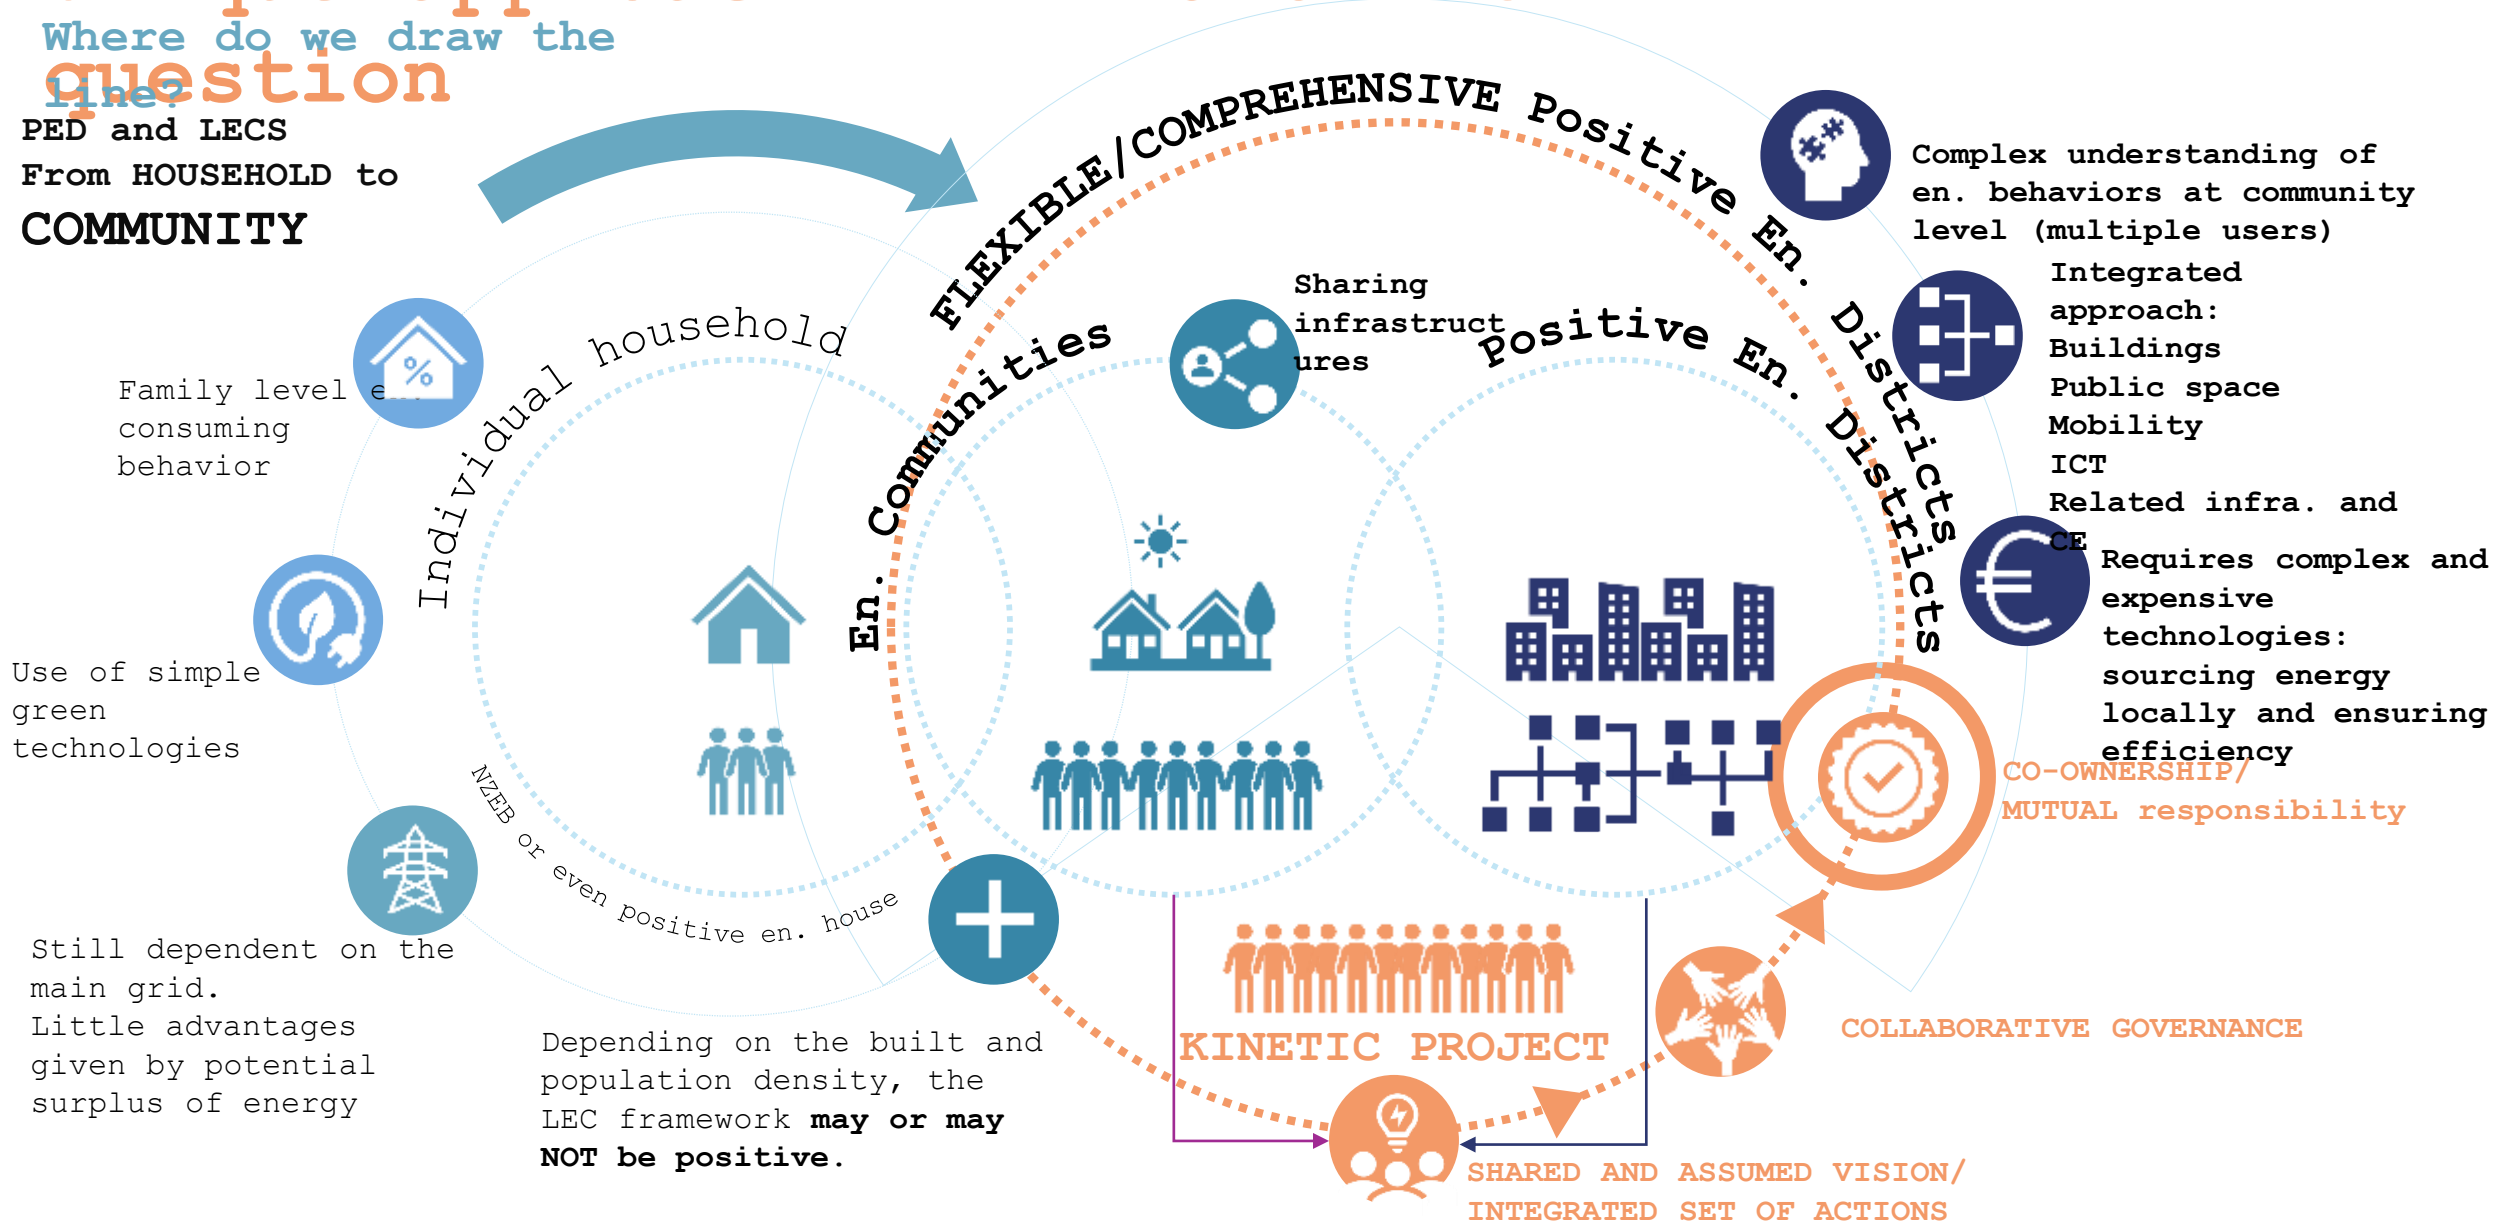 Where do we draw the
line?
question
PED and LECS
From HOUSEHOLD to
COMMUNITY
Family level en.
consuming
behavior
Use of simple
green
technologies
Still dependent on the
main grid.
Little advantages
given by potential
surplus of energy
Individual household
%
NZEB or even positive en. house
Depending on the built and
population density, the
LEC framework may or may
NOT be positive.
En. Communities
FLEXIBLE/COMPREHENSIVE Positive En. Districts
Sharing
infrastruct
ures
Positive En. Districts
Complex understanding of
en. behaviors at community
level (multiple users)
Integrated
approach:
Buildings
Public space
Mobility
ICT
Related infra. and
CE
€
Requires complex and
expensive
technologies:
sourcing energy
locally and ensuring
efficiency
CO-OWNERSHIP/
MUTUAL responsibility
KINETIC PROJECT
COLLABORATIVE GOVERNANCE
SHARED AND ASSUMED VISION/
INTEGRATED SET OF ACTIONS